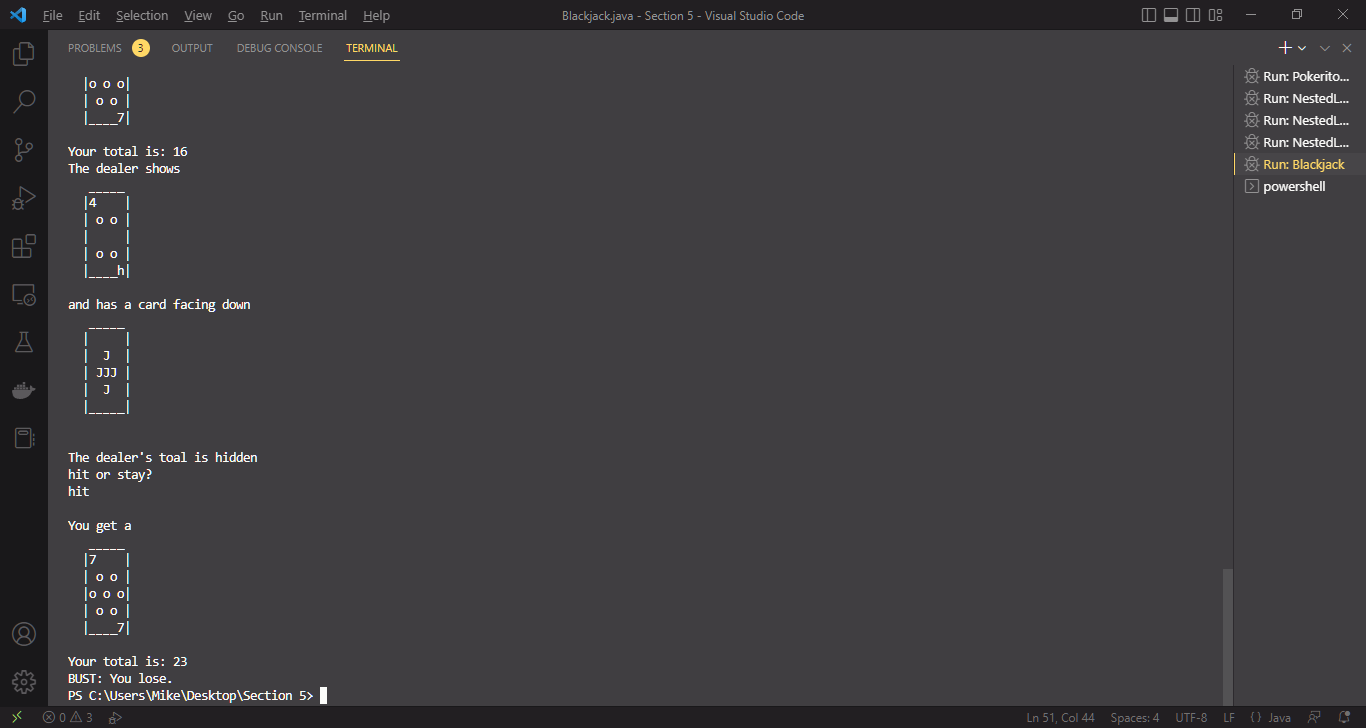 File Edit Selection View Go Run Terminal Help
Blackjack.java - Section 5 - Visual Studio Code
PROBLEMS 3 OUTPUT DEBUG CONSOLE TERMINAL
|o o o|
| o o |
|____7|
Your total is: 16
The dealer shows
_____
|4    |
| o o |
|     |
| o o |
|____h|
and has a card facing down
_____
|     |
|  J  |
| JJJ |
|  J  |
|_____|
The dealer's toal is hidden
hit or stay?
hit
You get a
_____
|7    |
| o o |
|o o o|
| o o |
|____7|
Your total is: 23
BUST: You lose.
PS C:\Users\Mike\Desktop\Section 5>
Run: Pokerito...
Run: NestedL...
Run: NestedL...
Run: NestedL...
Run: Blackjack
powershell
0 3
Ln 51, Col 44 Spaces: 4 UTF-8 LF {} Java